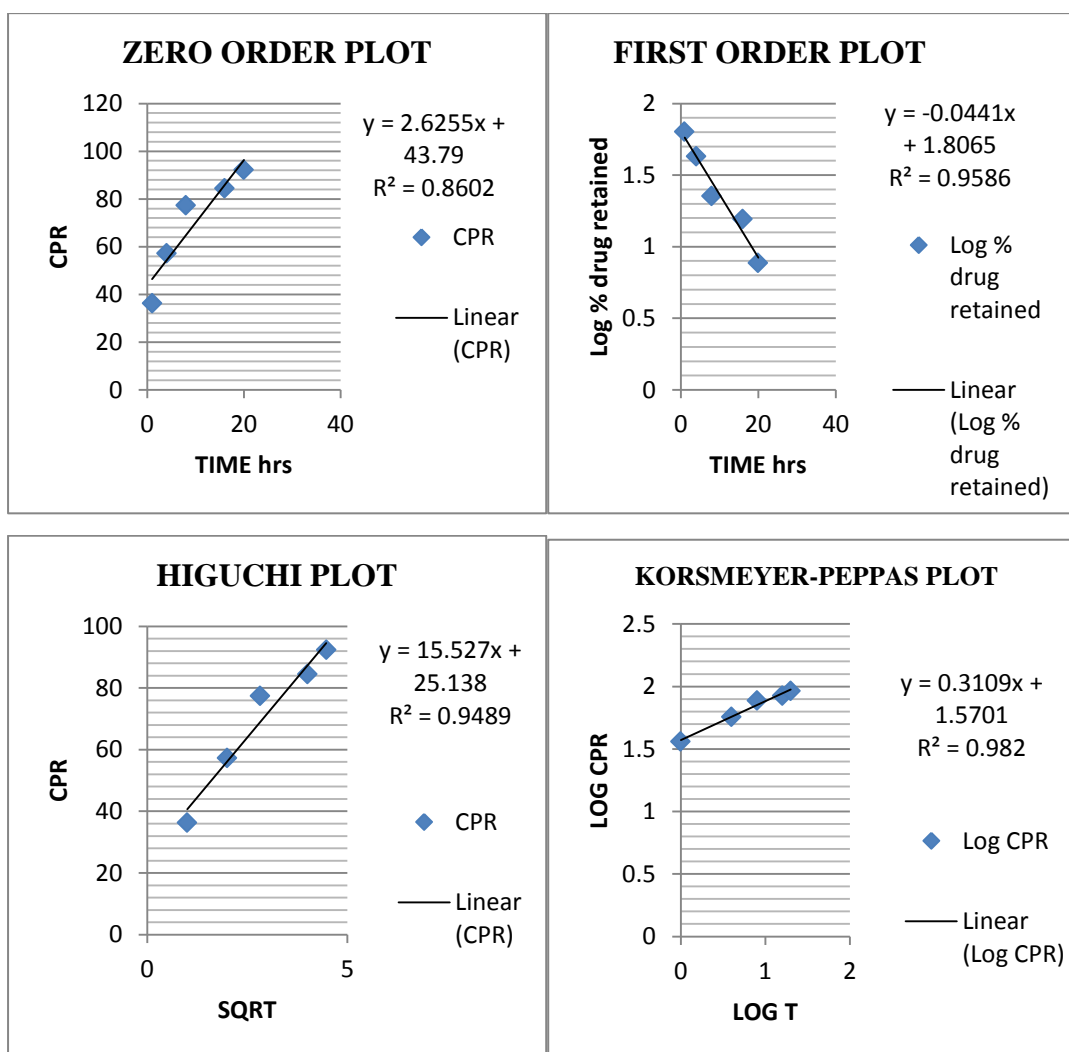 ZERO ORDER PLOT
120
100
80
60
40
20
0
CPR
0
20
40
TIME hrs
y = 2.6255x +
43.79
R² = 0.8602
CPR
Linear
(CPR)
FIRST ORDER PLOT
2
1.5
1
0.5
0
Log % drug retained
0
20
40
TIME hrs
y = -0.0441x
+ 1.8065
R² = 0.9586
Log %
drug
retained
Linear
(Log %
drug
retained)
HIGUCHI PLOT
100
80
60
40
20
0
CPR
0
5
SQRT
y = 15.527x +
25.138
R² = 0.9489
CPR
Linear
(CPR)
KORSMEYER-PEPPAS PLOT
2.5
2
1.5
1
0.5
0
LOG CPR
0
1
2
LOG T
y = 0.3109x +
1.5701
R² = 0.982
Log CPR
Linear
(Log CPR)